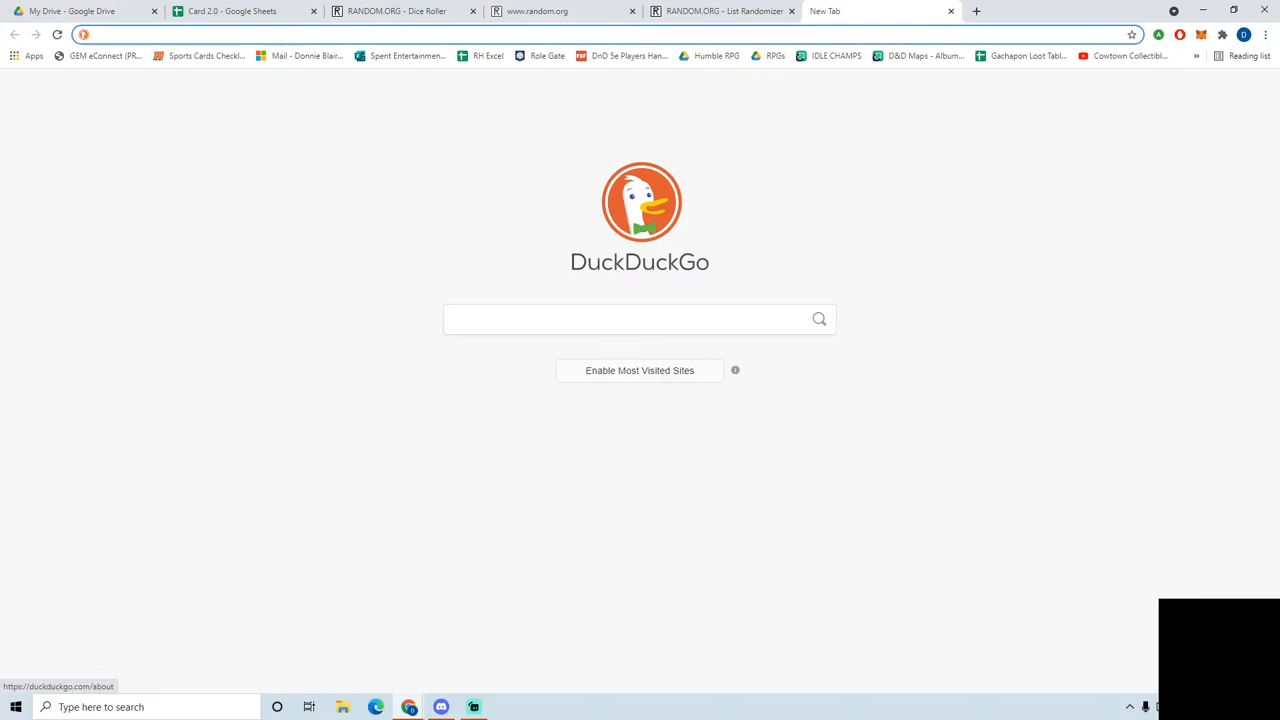 My Drive - Google Drive
Card 2.0 - Google Sheets
RANDOM.ORG - Dice Roller
www.random.org
RANDOM.ORG - List Randomizer
New Tab
D
Apps
GEM eConnect (PR...
Sports Cards Checkl...
Mail - Donnie Blair...
Spent Entertainmen...
RH Excel
Role Gate
DnD 5e Players Han...
Humble RPG
RPGs
IDLE CHAMPS
D&D Maps - Album...
Gachapon Loot Tabl...
Cowtown Collectibl...
»
Reading list
DuckDuckGo
Enable Most Visited Sites
https://duckduckgo.com/about
Type here to search